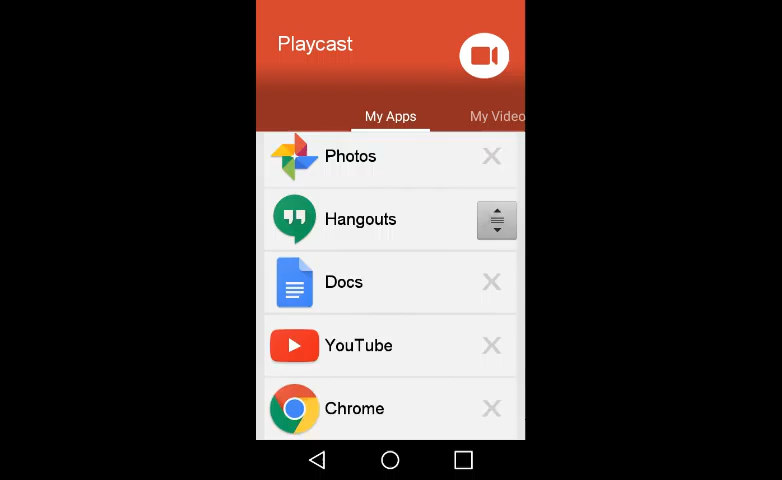 Playcast
My Apps My Video
Photos
Hangouts
Docs
YouTube
Chrome